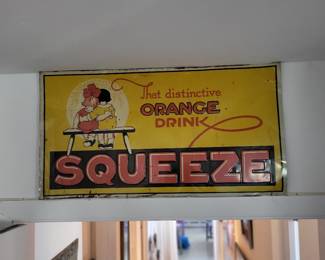 That distinctive
ORANGE
DRINK
SQUEEZE